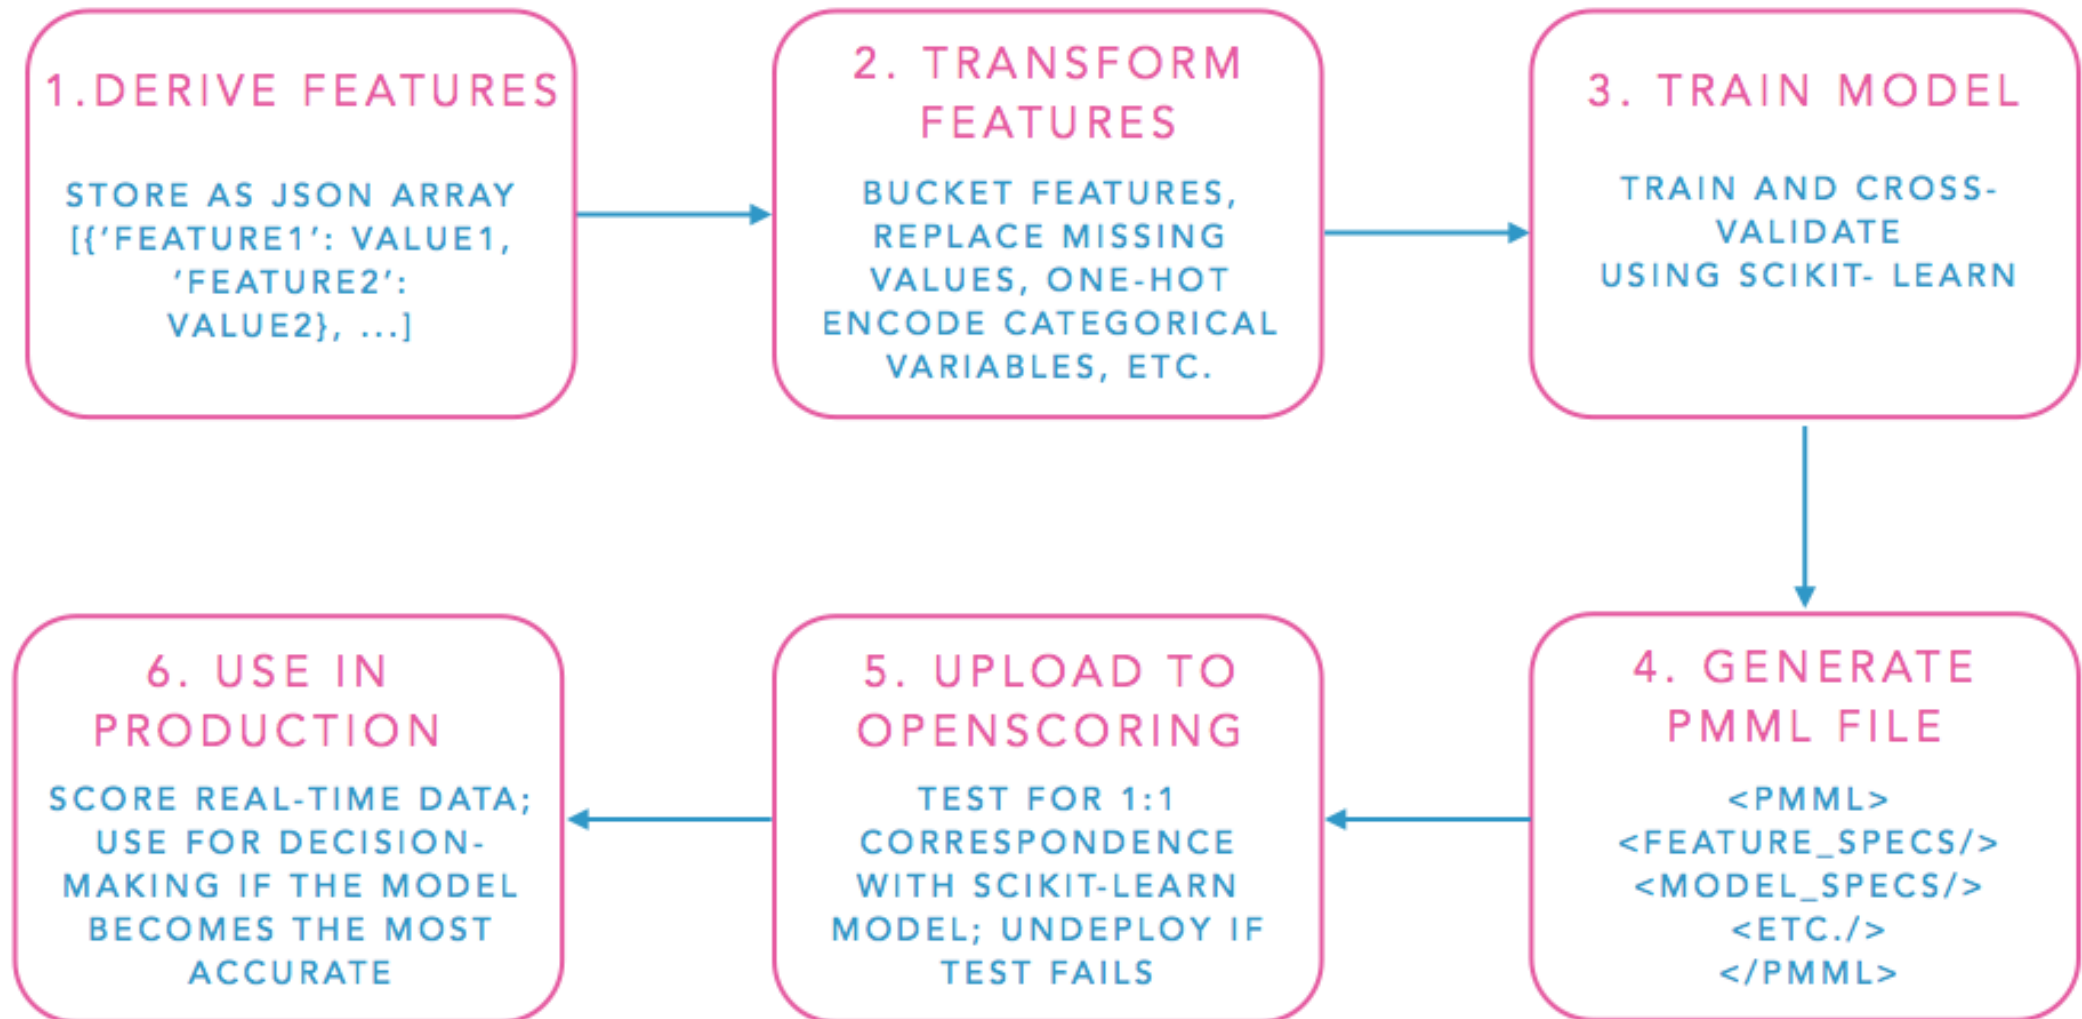 1.DERIVE FEATURES
STORE AS JSON ARRAY
[{'FEATURE1': VALUE1,
'FEATURE2':
VALUE2}, ...]
2. TRANSFORM
FEATURES
BUCKET FEATURES,
REPLACE MISSING
VALUES, ONE-HOT
ENCODE CATEGORICAL
VARIABLES, ETC.
3. TRAIN MODEL
TRAIN AND CROSS-
VALIDATE
USING SCIKIT- LEARN
4. GENERATE
PMML FILE
<PMML>
<FEATURE_SPECS/>
<MODEL_SPECS/>
<ETC./>
</PMML>
5. UPLOAD TO
OPENSCORING
TEST FOR 1:1
CORRESPONDENCE
WITH SCIKIT-LEARN
MODEL; UNDEPLOY IF
TEST FAILS
6. USE IN
PRODUCTION
SCORE REAL-TIME DATA;
USE FOR DECISION-
MAKING IF THE MODEL
BECOMES THE MOST
ACCURATE